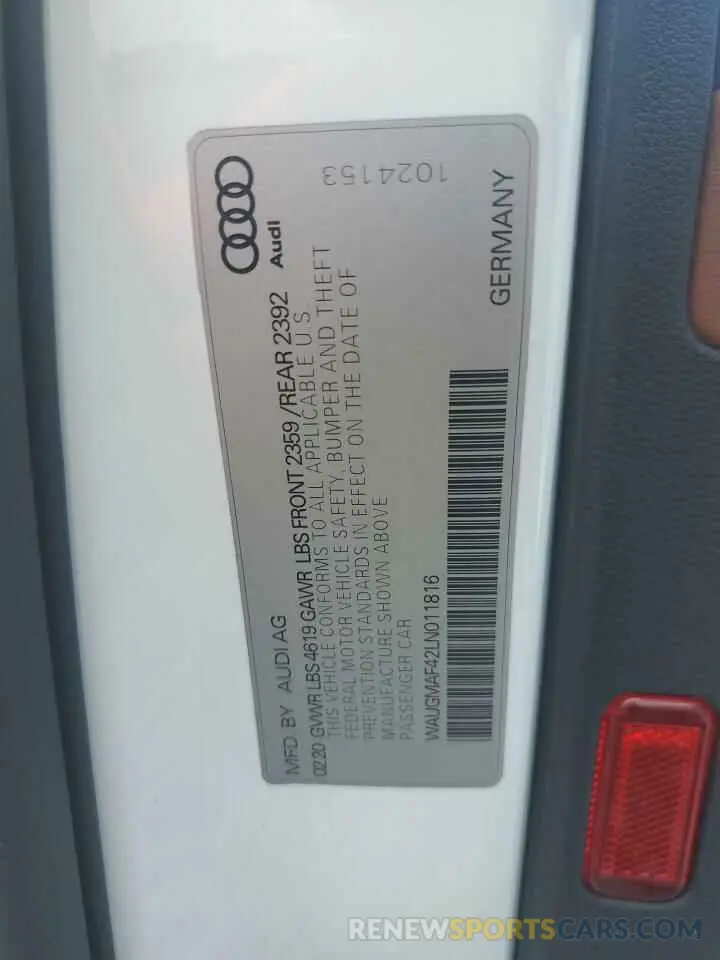 MFD. BY AUDI AG
02.20 GVWR LBS 4619 GAWR LBS FRONT 2359 / REAR 2392
THIS VEHICLE CONFORMS TO ALL APPLICABLE U.S.
FEDERAL MOTOR VEHICLE SAFETY, BUMPER AND THEFT
PREVENTION STANDARDS IN EFFECT ON THE DATE OF
MANUFACTURE SHOWN ABOVE
PASSENGER CAR
WAUGMAF42LN011816
Audi
1024153
GERMANY
RENEWSPORTSCARS.COM